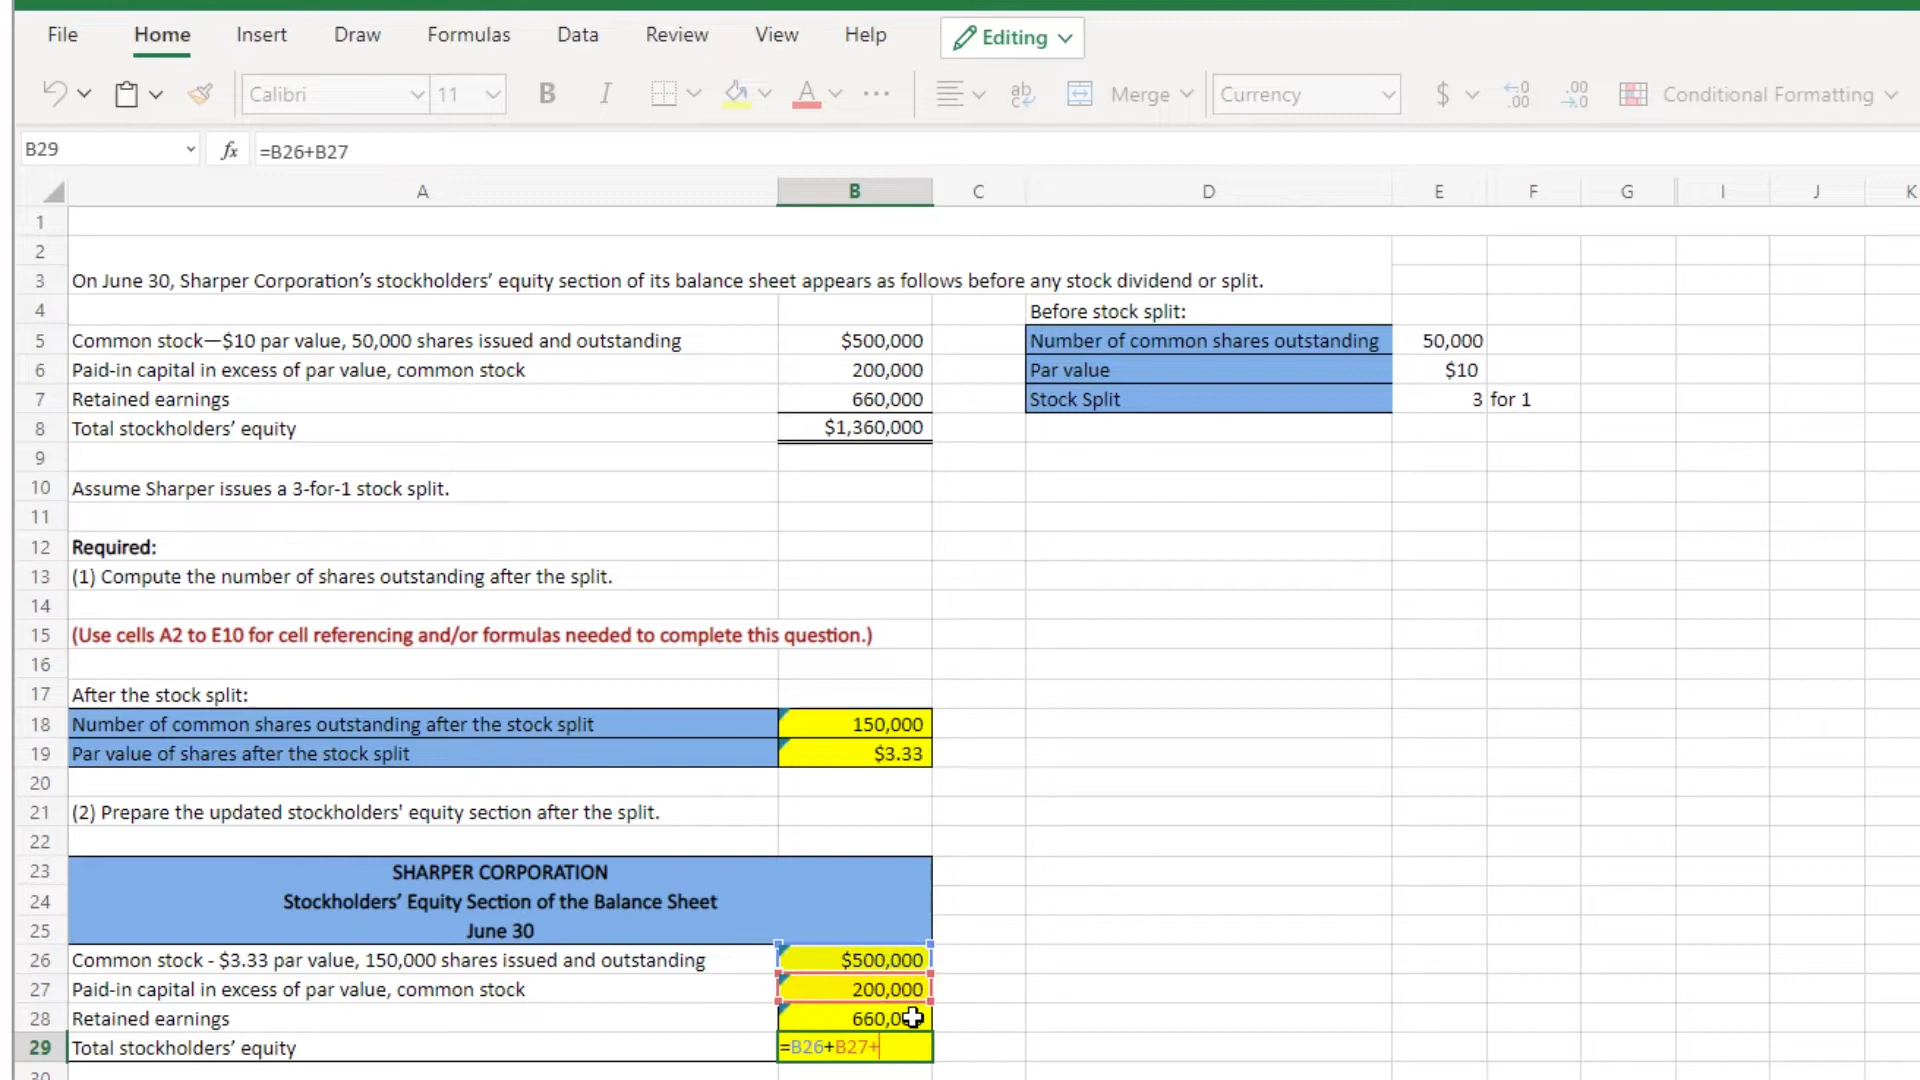 File Home Insert Draw Formulas Data Review View Help Editing
Calibri 11 B I A ab c Merge Currency $ .00 .00 Conditional Formatting
B29 fx =B26+B27
A B C D E F G I J K
1
2
3 On June 30, Sharper Corporation’s stockholders’ equity section of its balance sheet appears as follows before any stock dividend or split.
4 Before stock split:
5 Common stock—$10 par value, 50,000 shares issued and outstanding $500,000 Number of common shares outstanding 50,000
6 Paid-in capital in excess of par value, common stock 200,000 Par value $10
7 Retained earnings 660,000 Stock Split 3 for 1
8 Total stockholders’ equity $1,360,000
9
10 Assume Sharper issues a 3-for-1 stock split.
11
12 Required:
13 (1) Compute the number of shares outstanding after the split.
14
15 (Use cells A2 to E10 for cell referencing and/or formulas needed to complete this question.)
16
17 After the stock split:
18 Number of common shares outstanding after the stock split 150,000
19 Par value of shares after the stock split $3.33
20
21 (2) Prepare the updated stockholders' equity section after the split.
22
23 SHARPER CORPORATION
24 Stockholders’ Equity Section of the Balance Sheet
25 June 30
26 Common stock - $3.33 par value, 150,000 shares issued and outstanding $500,000
27 Paid-in capital in excess of par value, common stock 200,000
28 Retained earnings
29 Total stockholders’ equity =B26+B27+